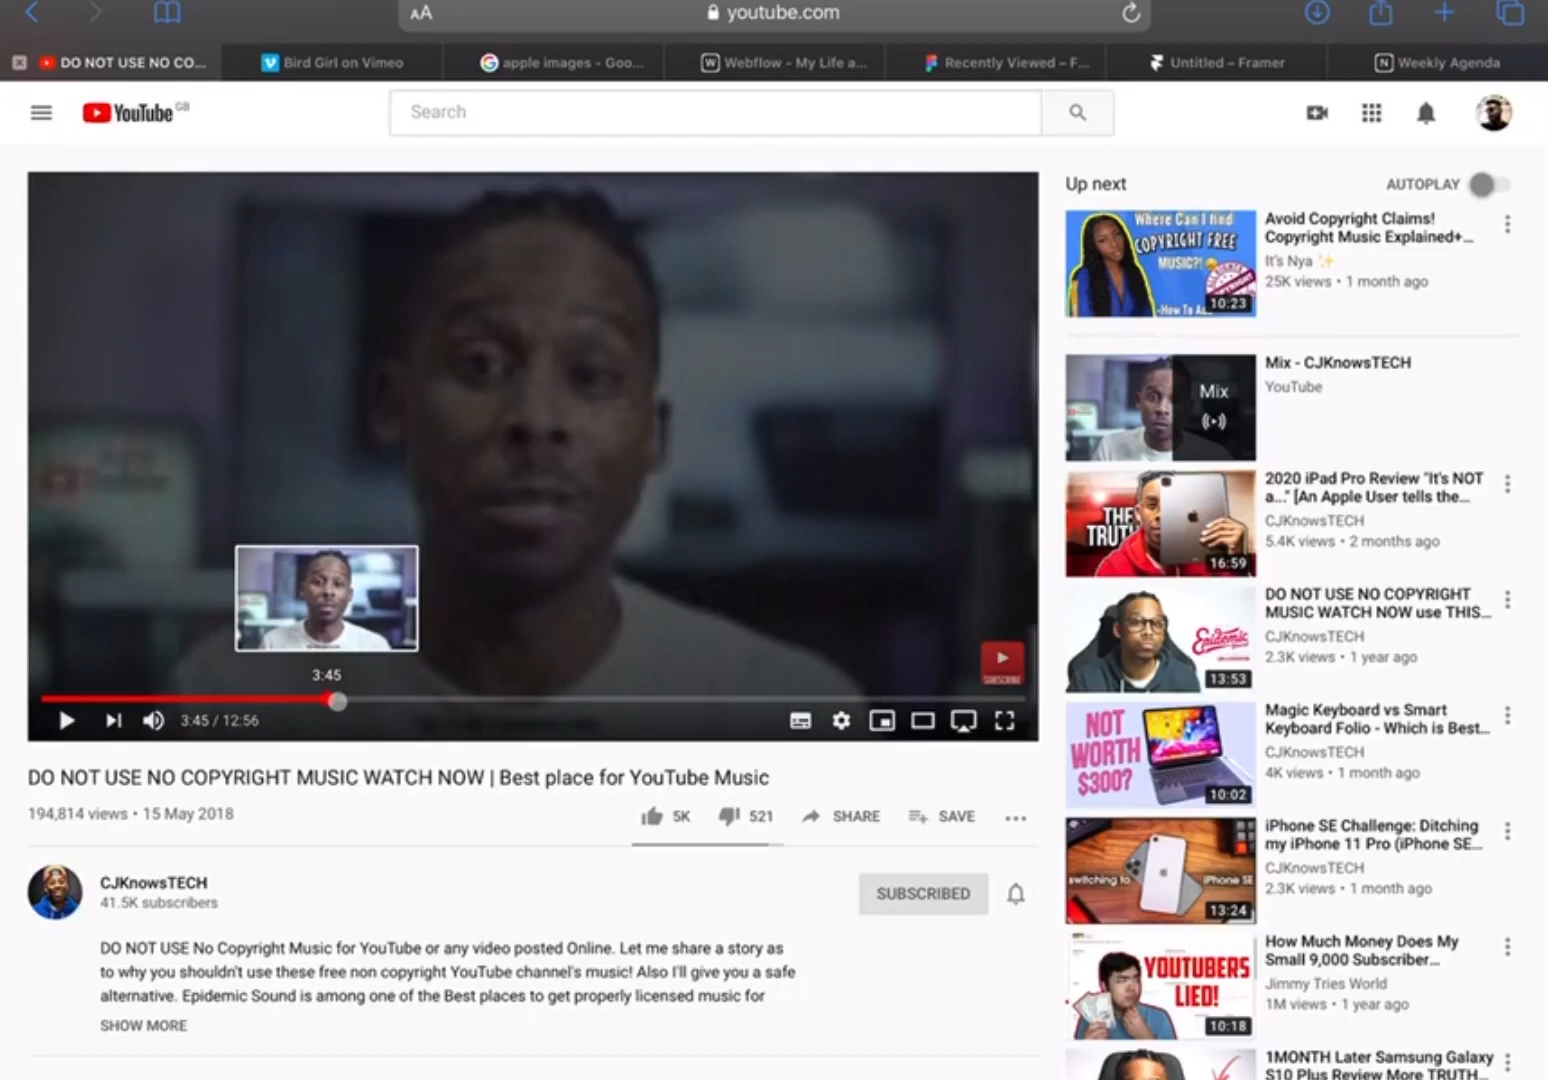 AA
youtube.com
DO NOT USE NO CO...
Bird Girl on Vimeo
apple images - Goo...
Webflow - My Life a...
Recently Viewed – F...
Untitled – Framer
Weekly Agenda
YouTube GB
Search
3:45
SUBSCRIBE
3:45 / 12:56
DO NOT USE NO COPYRIGHT MUSIC WATCH NOW | Best place for YouTube Music
194,814 views • 15 May 2018
5K
521
SHARE
SAVE
CJKnowsTECH
41.5K subscribers
SUBSCRIBED
DO NOT USE No Copyright Music for YouTube or any video posted Online. Let me share a story as
to why you shouldn't use these free non copyright YouTube channel's music! Also I'll give you a safe
alternative. Epidemic Sound is among one of the Best places to get properly licensed music for
SHOW MORE
Up next
AUTOPLAY
Where Can I find
COPYRIGHT FREE
MUSIC?!
10:23
Avoid Copyright Claims!
Copyright Music Explained+...
It's Nya ✨
25K views • 1 month ago
Mix
Mix - CJKnowsTECH
YouTube
THE
TRUTH
16:59
2020 iPad Pro Review "It's NOT
a..." [An Apple User tells the...
CJKnowsTECH
5.4K views • 2 months ago
Epidemic
13:53
DO NOT USE NO COPYRIGHT
MUSIC WATCH NOW use THIS...
CJKnowsTECH
2.3K views • 1 year ago
NOT
WORTH
$300?
10:02
Magic Keyboard vs Smart
Keyboard Folio - Which is Best...
CJKnowsTECH
4K views • 1 month ago
switching to
iPhone SE
13:24
iPhone SE Challenge: Ditching
my iPhone 11 Pro (iPhone SE...
CJKnowsTECH
2.3K views • 1 month ago
YOUTUBERS
LIED!
10:18
How Much Money Does My
Small 9,000 Subscriber...
Jimmy Tries World
1M views • 1 year ago
1MONTH Later Samsung Galaxy
S10 Plus Review More TRUTH...